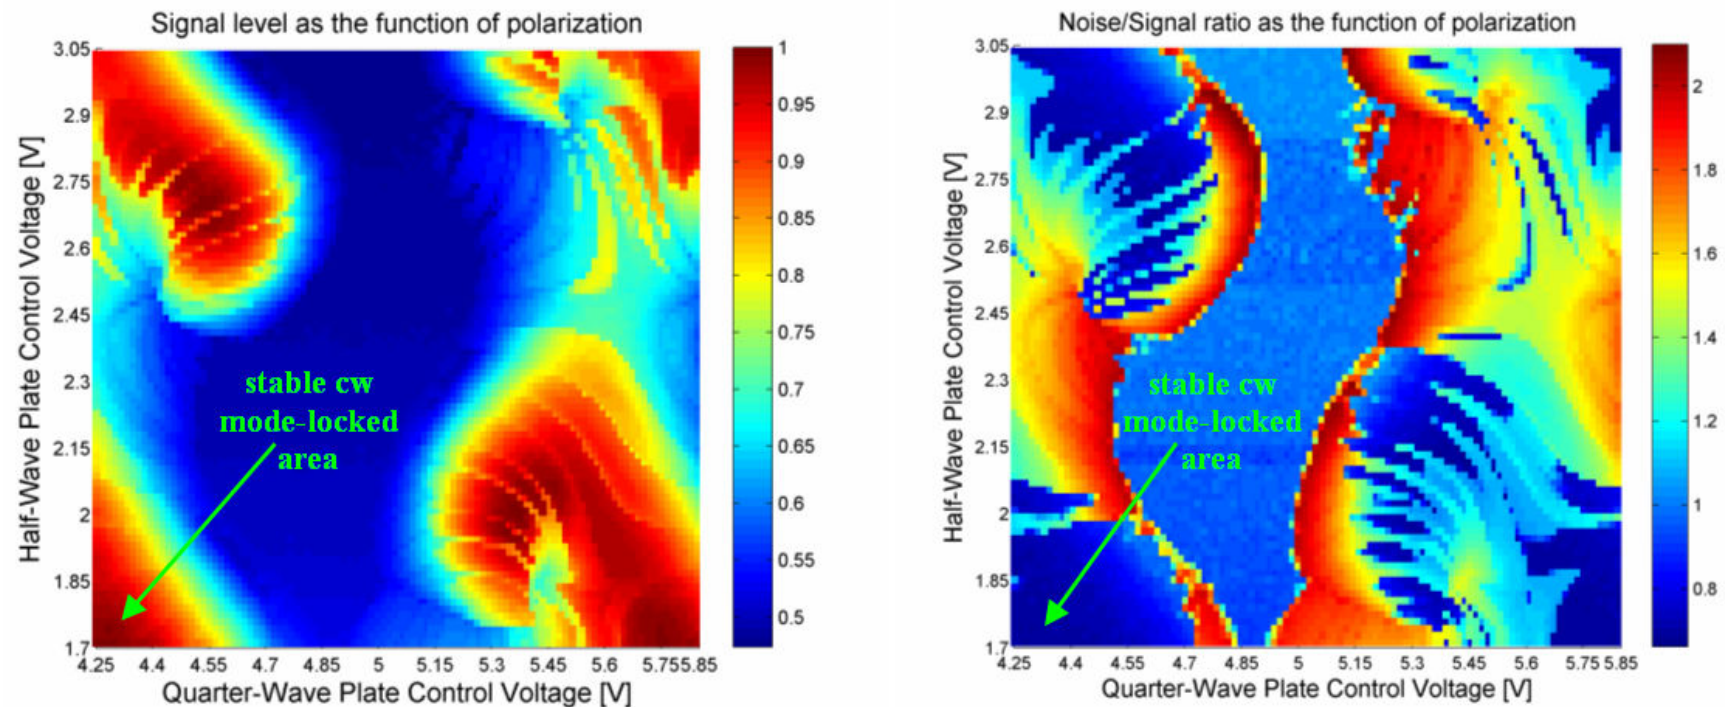 Signal level as the function of polarization
Half-Wave Plate Control Voltage [V]
3.05
2.9
2.75
2.6
2.45
2.3
2.15
2
1.85
1.7
4.25 4.4 4.55 4.7 4.85 5 5.15 5.3 5.45 5.6 5.75 5.85
Quarter-Wave Plate Control Voltage [V]
stable cw
mode-locked
area
1
0.95
0.9
0.85
0.8
0.75
0.7
0.65
0.6
0.55
0.5
Noise/Signal ratio as the function of polarization
Half-Wave Plate Control Voltage [V]
3.05
2.9
2.75
2.6
2.45
2.3
2.15
2
1.85
1.7
4.25 4.4 4.55 4.7 4.85 5 5.15 5.3 5.45 5.6 5.75 5.85
Quarter-Wave Plate Control Voltage [V]
stable cw
mode-locked
area
2
1.8
1.6
1.4
1.2
1
0.8